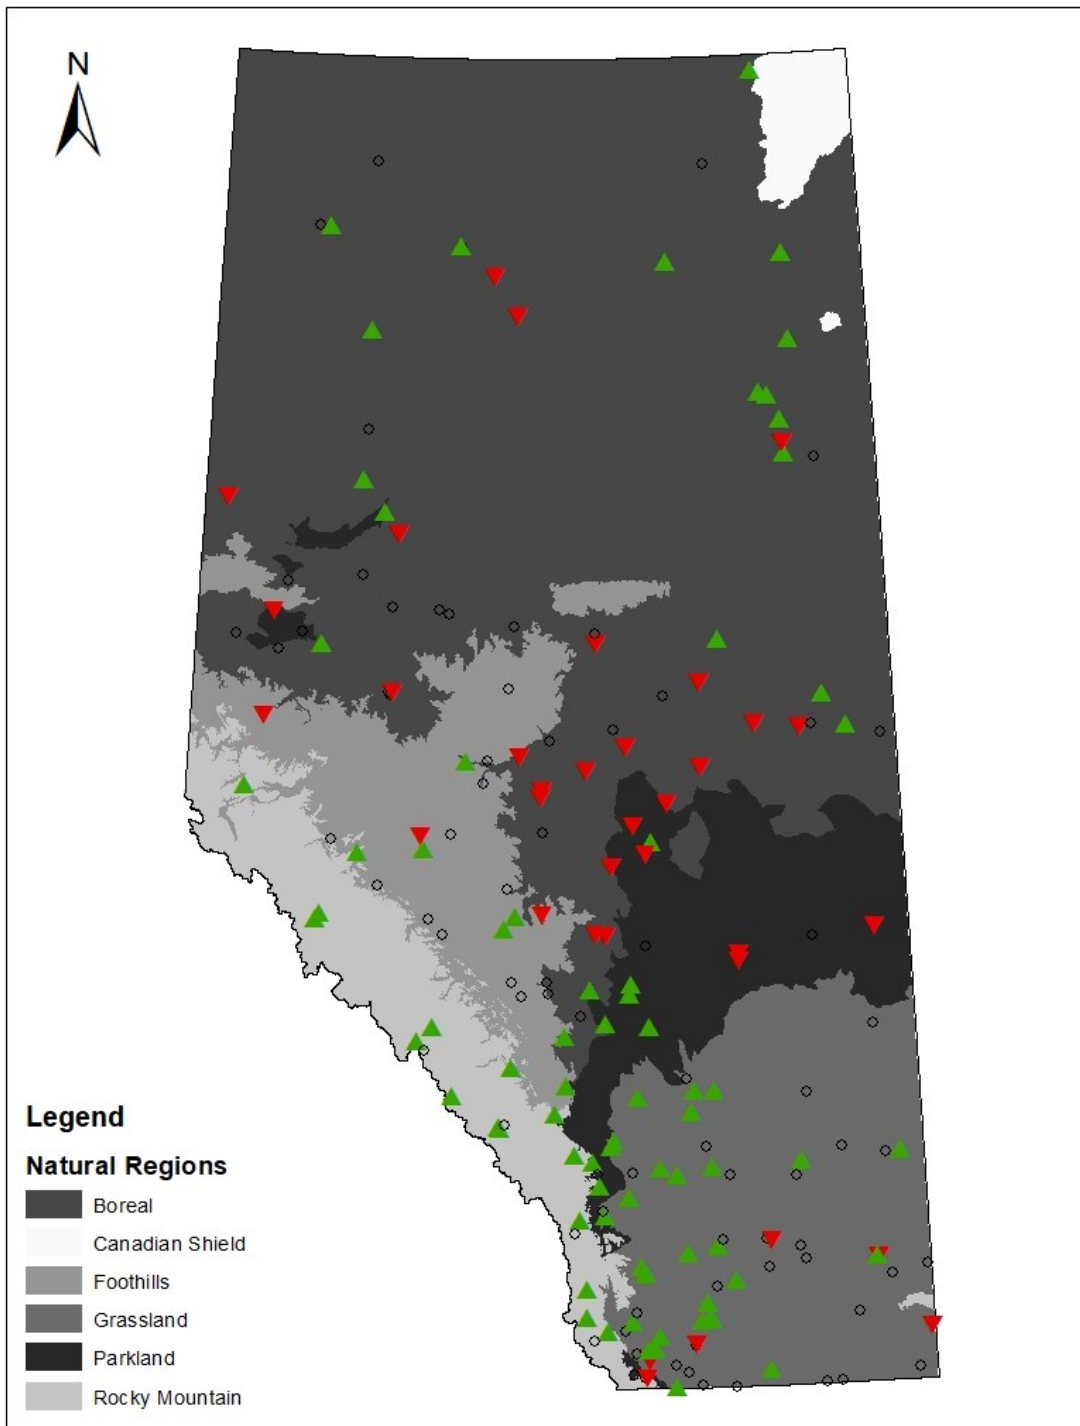 N
Legend
Natural Regions
Boreal
Canadian Shield
Foothills
Grassland
Parkland
Rocky Mountain